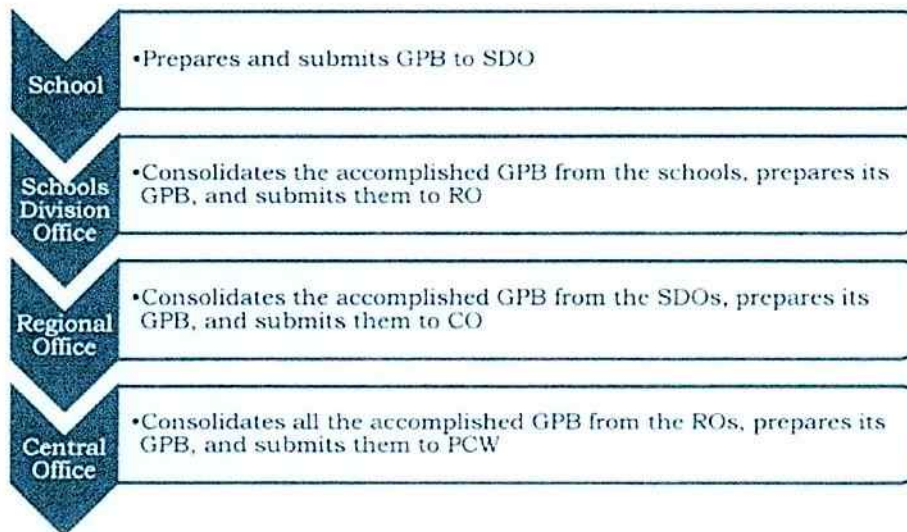 School
•Prepares and submits GPB to SDO
Schools
Division
Office
•Consolidates the accomplished GPB from the schools, prepares its
GPB, and submits them to RO
Regional
Office
•Consolidates the accomplished GPB from the SDOs, prepares its
GPB, and submits them to CO
Central
Office
•Consolidates all the accomplished GPB from the ROs, prepares its
GPB, and submits them to PCW